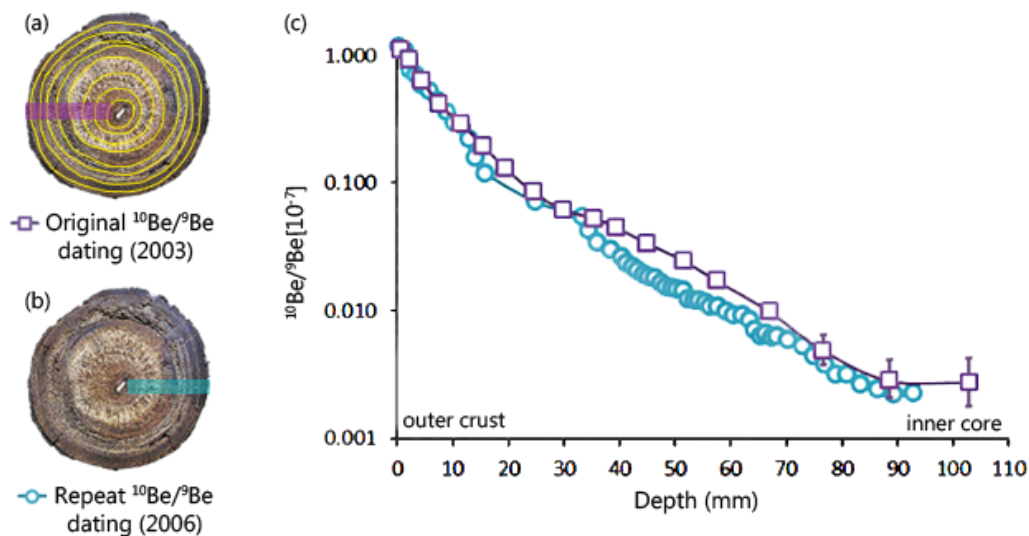 (a)
Original ¹⁰Be/⁹Be
dating (2003)
(b)
Repeat ¹⁰Be/⁹Be
dating (2006)
(c)
1.000
0.100
0.010
0.001
¹⁰Be/⁹Be[10⁻⁷]
outer crust
inner core
0 10 20 30 40 50 60 70 80 90 100 110
Depth (mm)